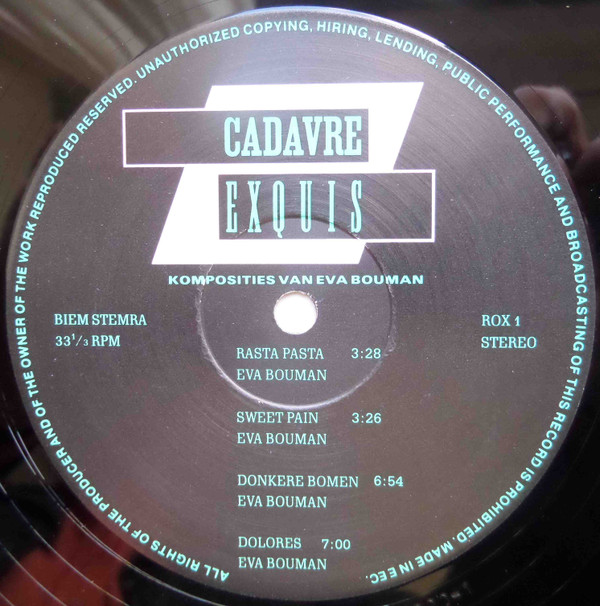 ALL RIGHTS OF THE PRODUCER AND OF THE OWNER OF THE WORK REPRODUCED RESERVED. UNAUTHORIZED COPYING, HIRING, LENDING, PUBLIC PERFORMANCE AND BROADCASTING OF THIS RECORD IS PROHIBITED. MADE IN EEC.
CADAVRE
EXQUIS
KOMPOSITIES VAN EVA BOUMAN
BIEM STEMRA
33⅓ RPM
ROX 1
STEREO
RASTA PASTA 3:28
EVA BOUMAN
SWEET PAIN 3:26
EVA BOUMAN
DONKERE BOMEN 6:54
EVA BOUMAN
DOLORES 7:00
EVA BOUMAN